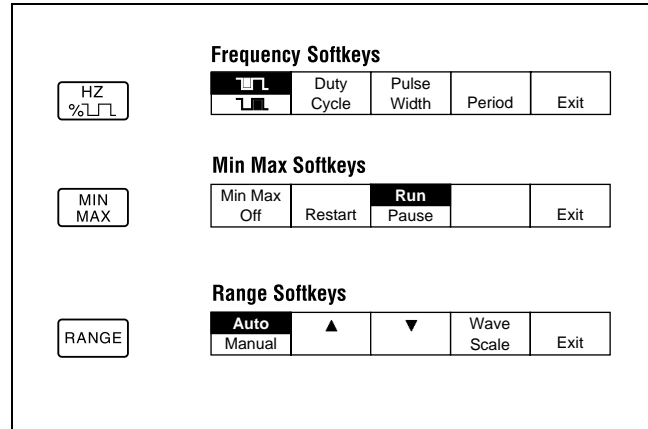 Frequency Softkeys
HZ
%
Duty Cycle
Pulse Width
Period
Exit
Min Max Softkeys
MIN MAX
Min Max Off
Restart
Run
Pause
Exit
Range Softkeys
RANGE
Auto
Manual
▲
▼
Wave Scale
Exit